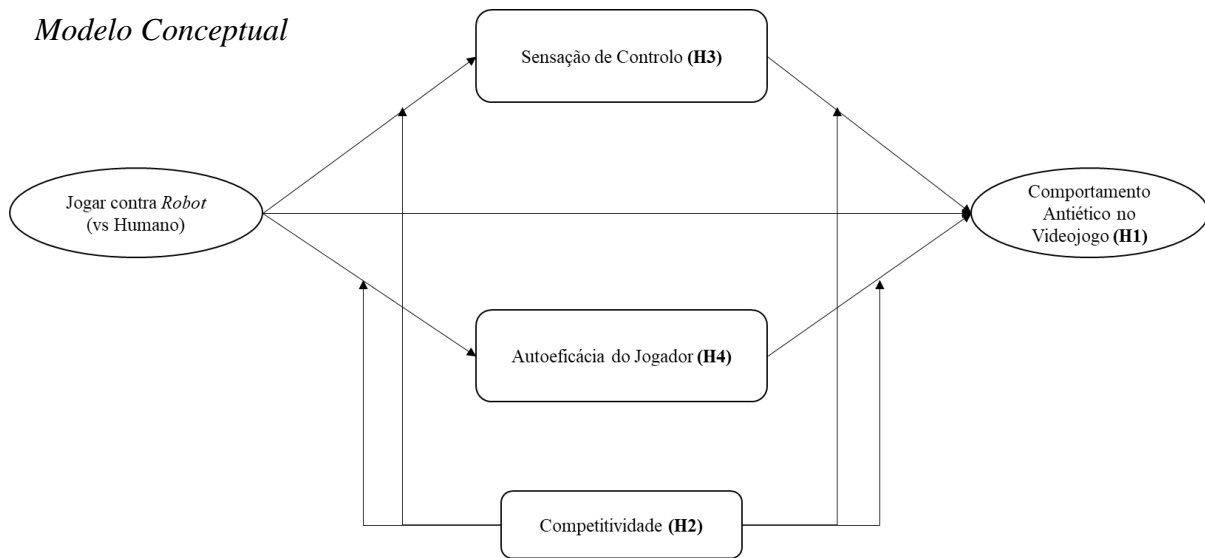 Modelo Conceptual
Sensação de Controlo (H3)
Jogar contra Robot
(vs Humano)
Comportamento
Antiético no
Videojogo (H1)
Autoeficácia do Jogador (H4)
Competitividade (H2)